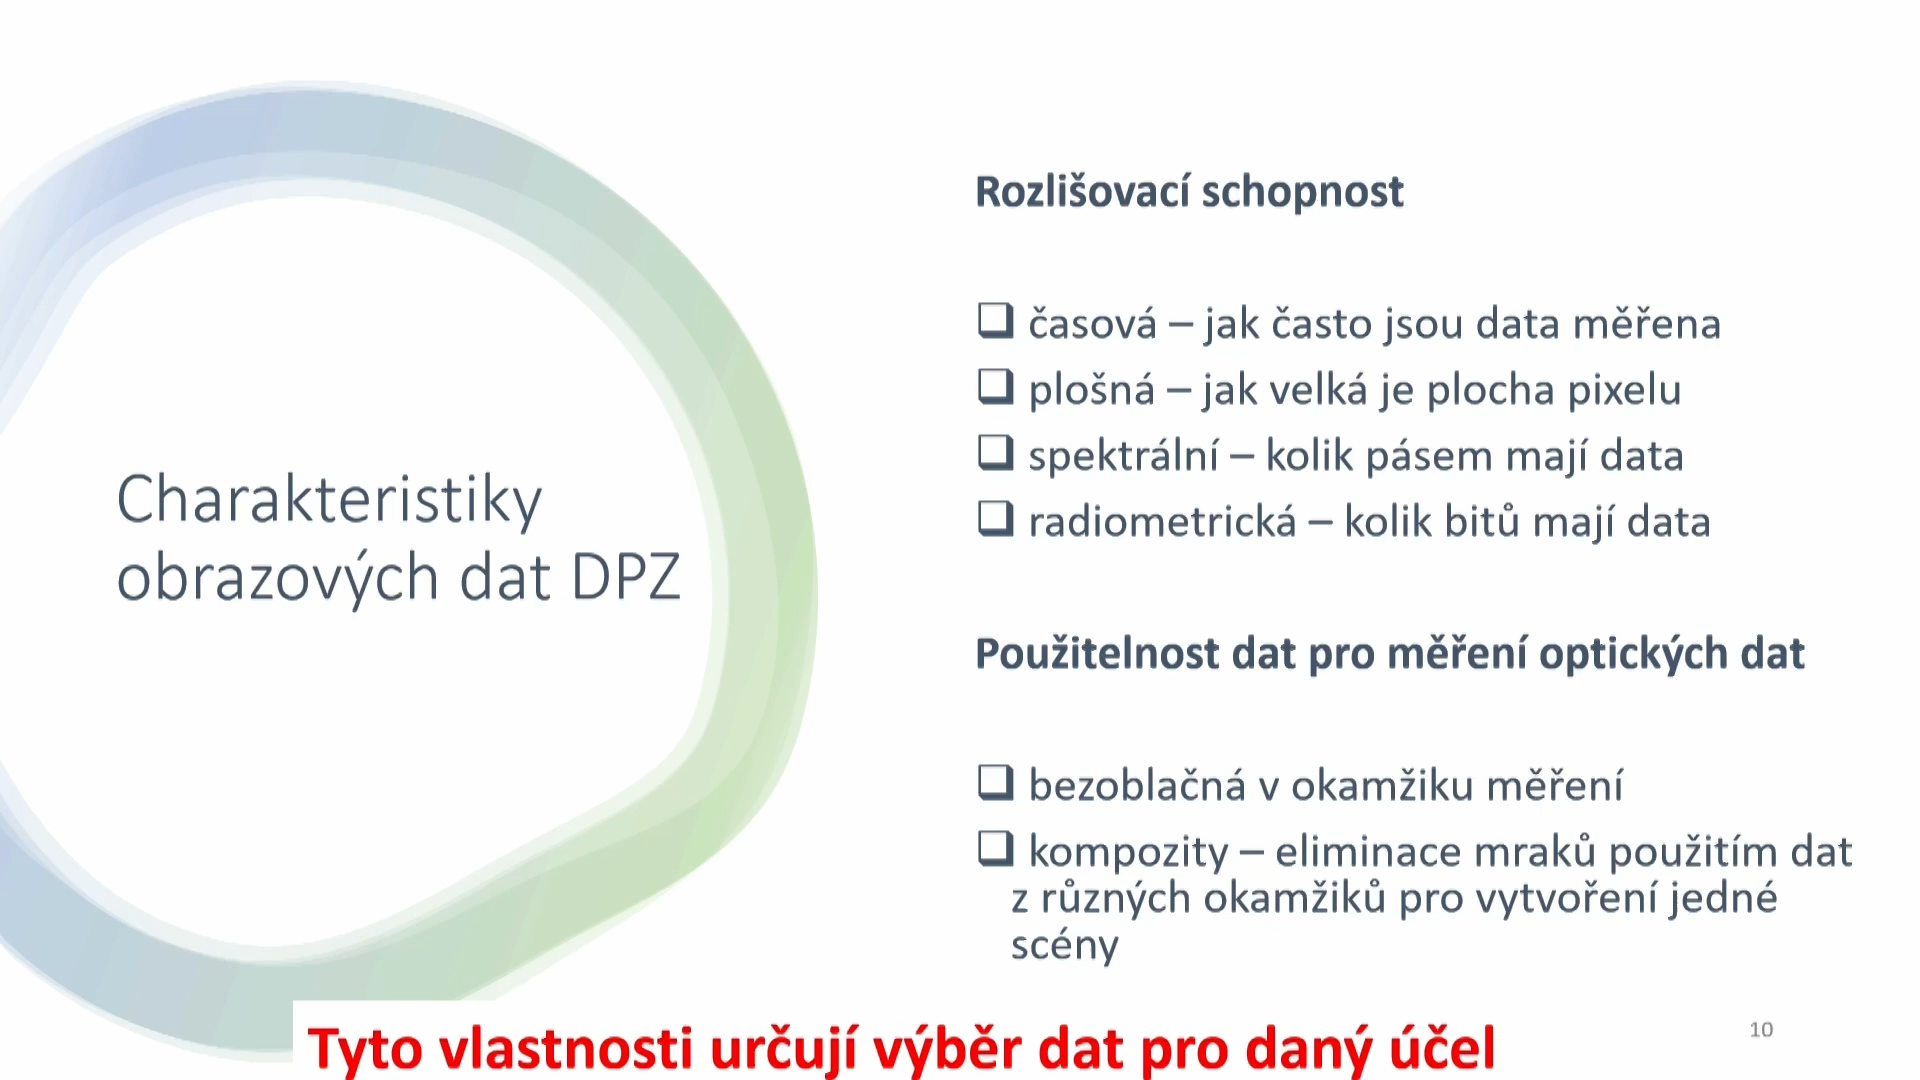 Charakteristiky
obrazových dat DPZ
Rozlišovací schopnost
❑ časová – jak často jsou data měřena
❑ plošná – jak velká je plocha pixelu
❑ spektrální – kolik pásem mají data
❑ radiometrická – kolik bitů mají data
Použitelnost dat pro měření optických dat
❑ bezoblačná v okamžiku měření
❑ kompozity – eliminace mraků použitím dat
z různých okamžiků pro vytvoření jedné
scény
Tyto vlastnosti určují výběr dat pro daný účel
10